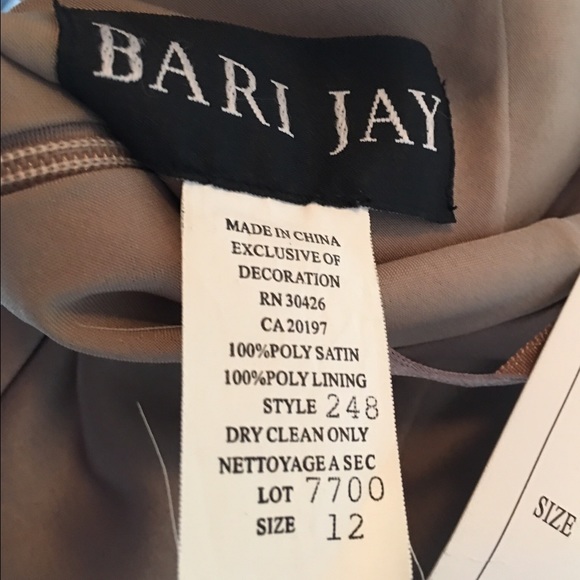 BARI JAY
MADE IN CHINA
EXCLUSIVE OF
DECORATION
RN 30426
CA 20197
100%POLY SATIN
100%POLY LINING
STYLE 248
DRY CLEAN ONLY
NETTOYAGE A SEC
LOT 7700
SIZE 12
SIZE